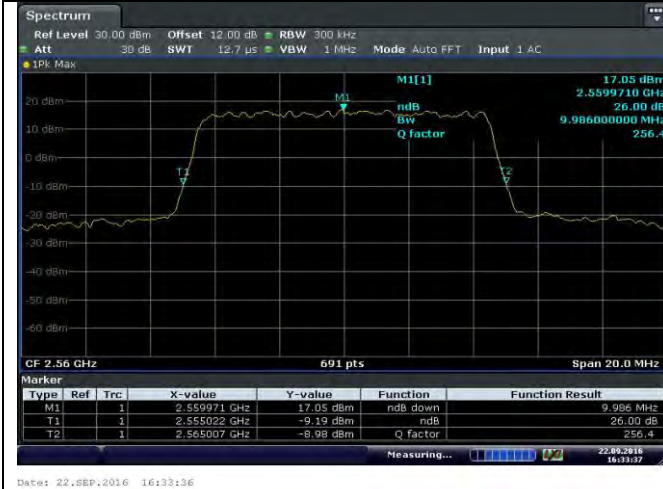 Spectrum
Ref Level 30.00 dBm Offset 12.00 dB RBW 300 kHz
Att 30 dB SWT 12.7 µs VBW 1 MHz Mode Auto FFT Input 1 AC
1Pk Max
M1[1] 17.05 dBm
2.5599710 GHz
M1
20 dBm
ndB 26.00 dB
Bw 9.986000000 MHz
10 dBm
Q factor 256.4
0 dBm
T1 T2
-10 dBm
-20 dBm
-30 dBm
-40 dBm
-50 dBm
-60 dBm
CF 2.56 GHz 691 pts Span 20.0 MHz
Marker
Type Ref Trc X-value Y-value Function Function Result
M1 1 2.559971 GHz 17.05 dBm ndB down 9.986 MHz
T1 1 2.555022 GHz -9.19 dBm ndB 26.00 dB
T2 1 2.565007 GHz -8.98 dBm Q factor 256.4
Measuring... 22.09.2016
16:33:37
Date: 22.SEP.2016 16:33:36